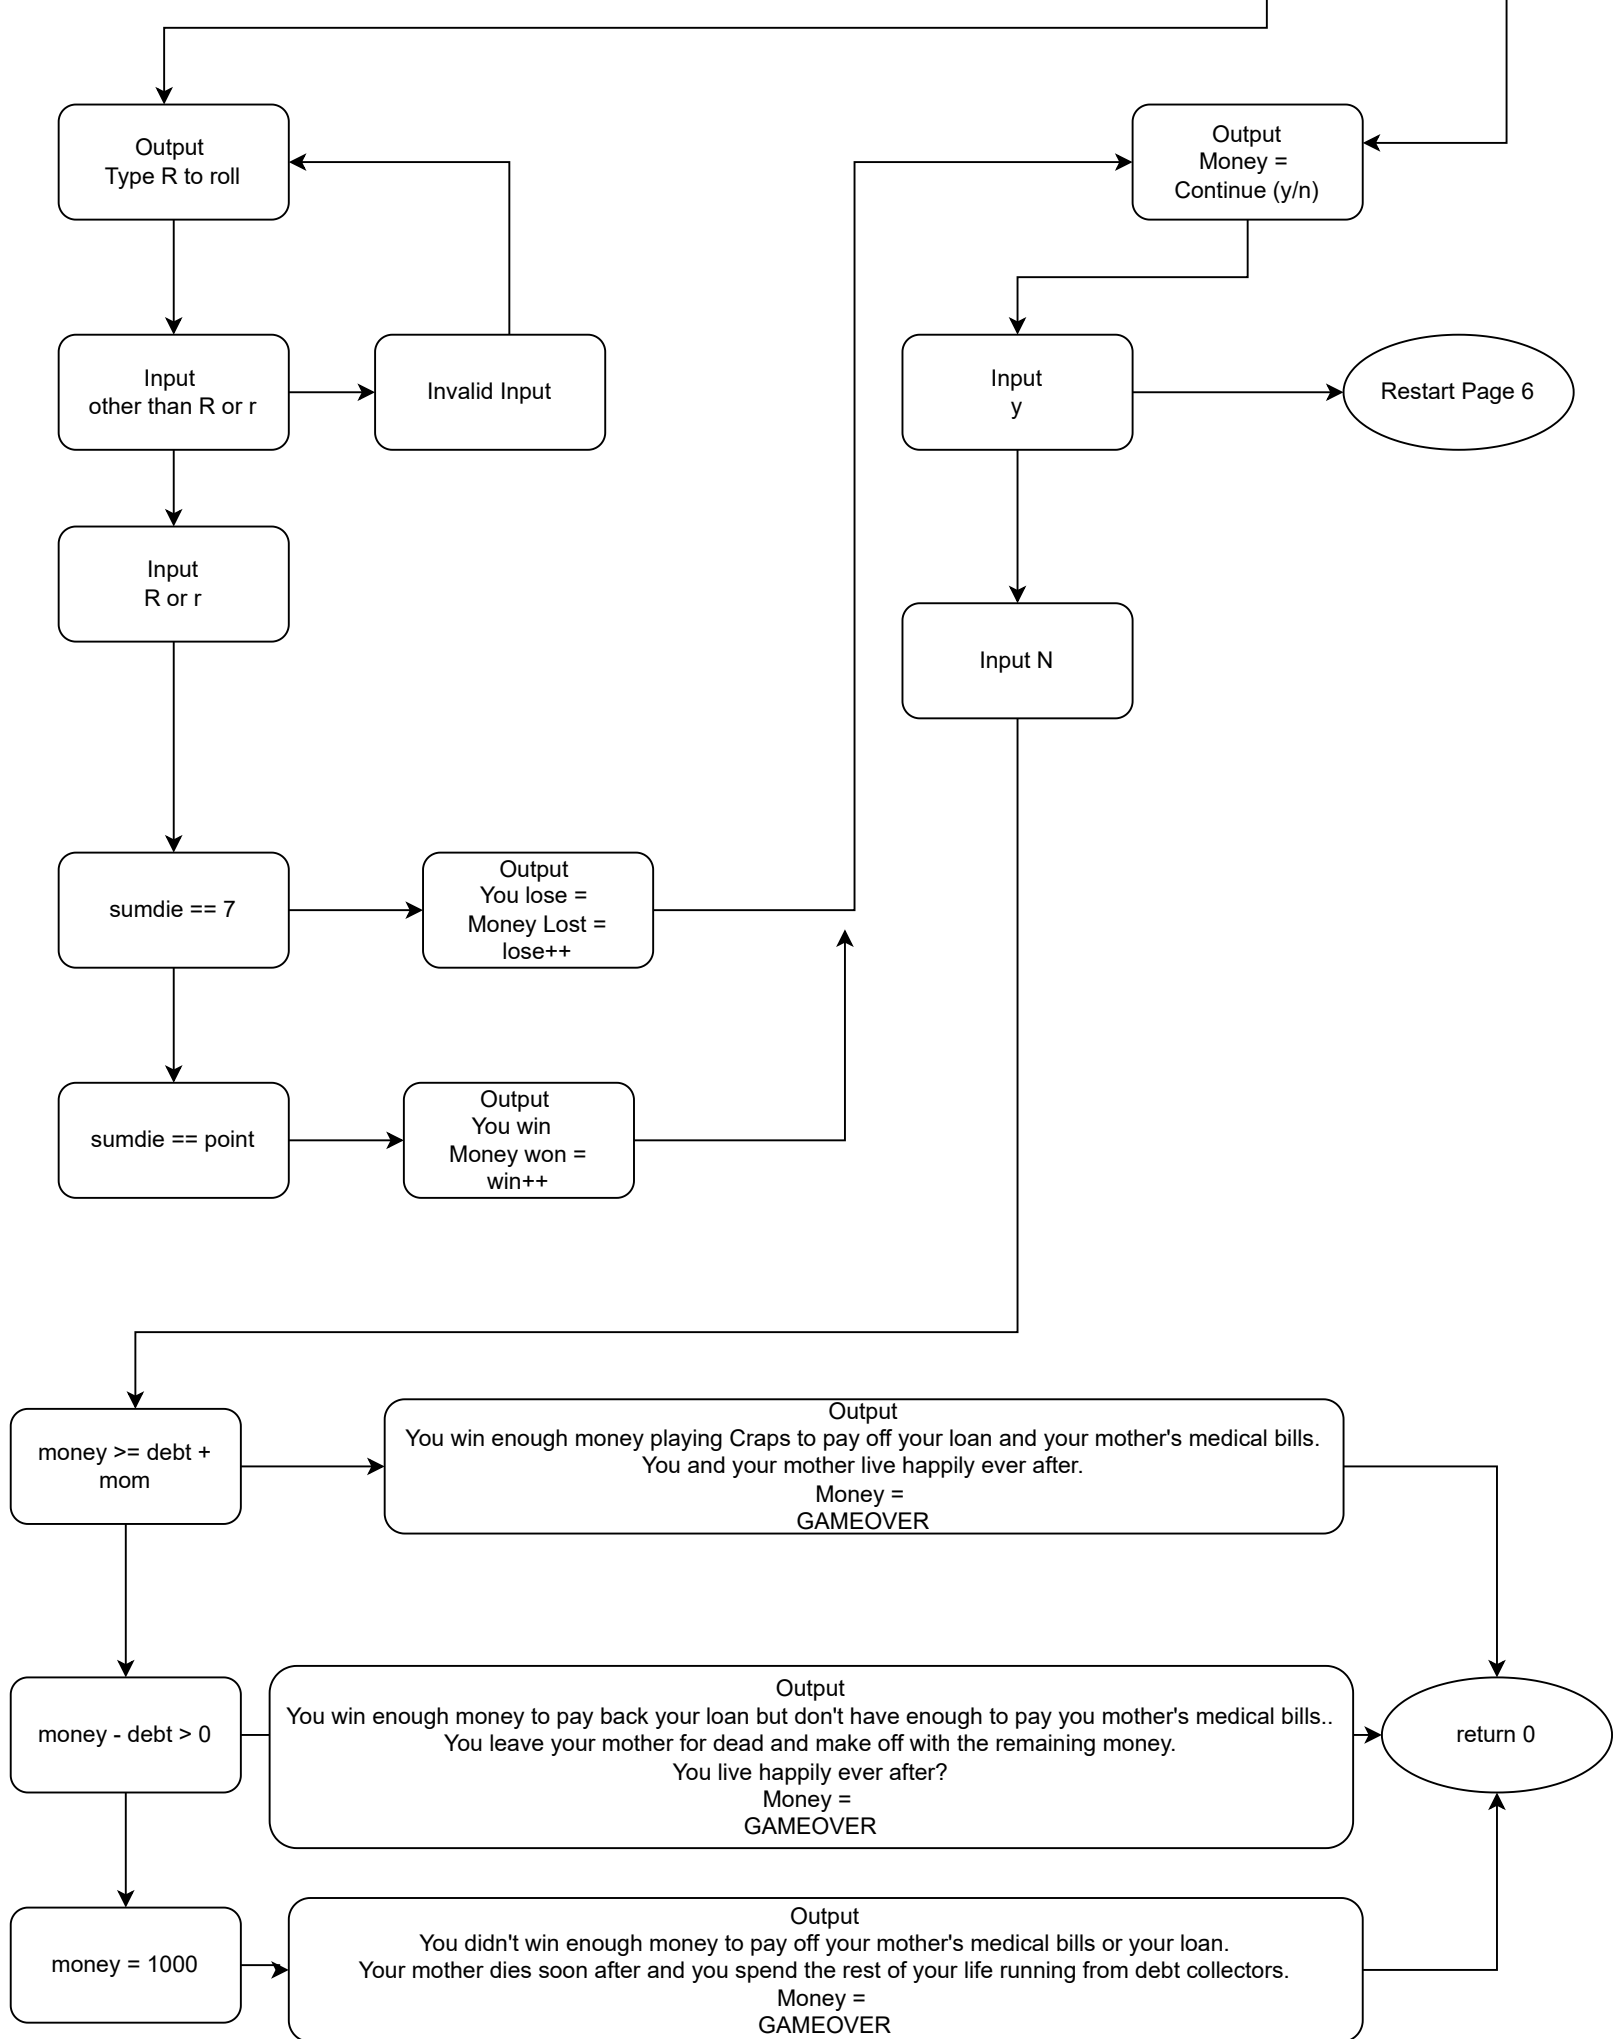 Output
Type R to roll
Output
Money =
Continue (y/n)
Input
other than R or r
Invalid Input
Input
y
Restart Page 6
Input
R or r
Input N
sumdie == 7
Output
You lose =
Money Lost =
lose++
sumdie == point
Output
You win
Money won =
win++
money >= debt +
mom
Output
You win enough money playing Craps to pay off your loan and your mother's medical bills.
You and your mother live happily ever after.
Money =
GAMEOVER
money - debt > 0
Output
You win enough money to pay back your loan but don't have enough to pay you mother's medical bills..
You leave your mother for dead and make off with the remaining money.
You live happily ever after?
Money =
GAMEOVER
return 0
money = 1000
Output
You didn't win enough money to pay off your mother's medical bills or your loan.
Your mother dies soon after and you spend the rest of your life running from debt collectors.
Money =
GAMEOVER